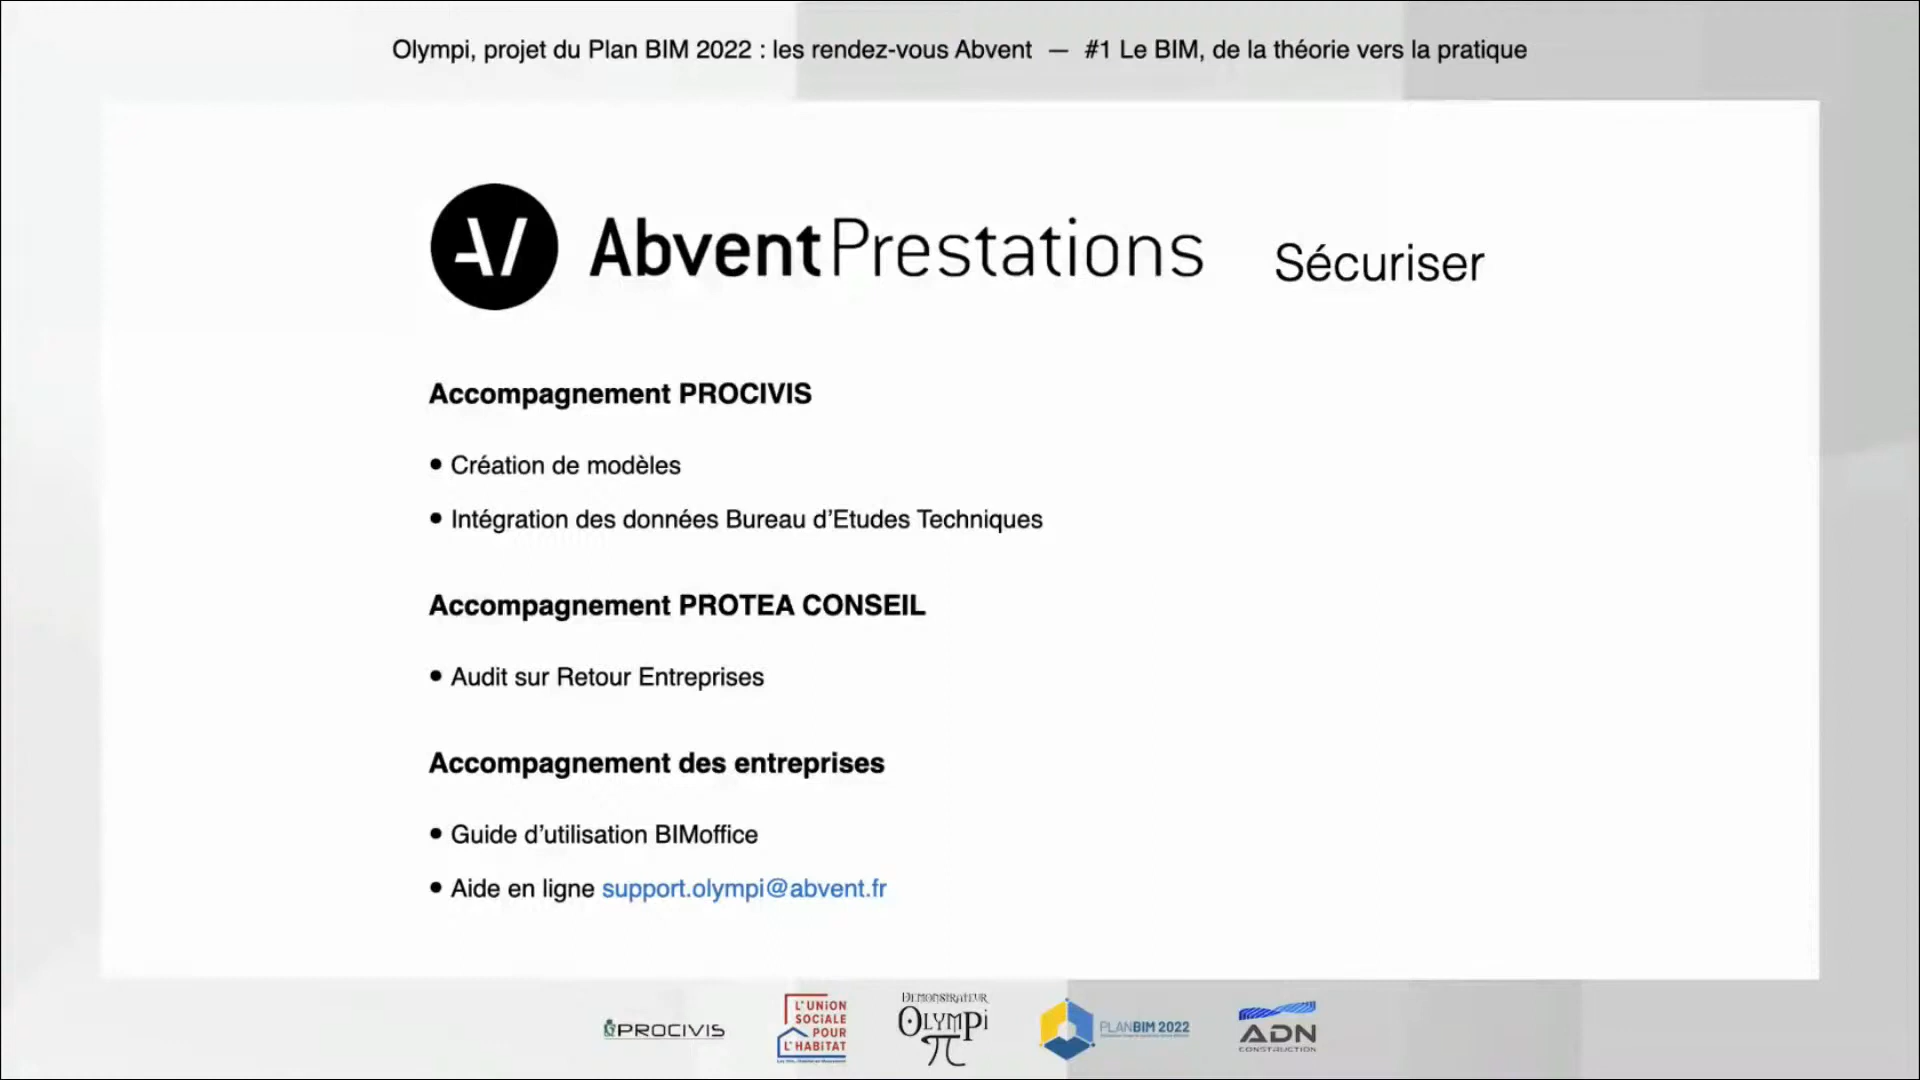 Olympi, projet du Plan BIM 2022 : les rendez-vous Abvent — #1 Le BIM, de la théorie vers la pratique
AV AbventPrestations Sécuriser
Accompagnement PROCIVIS
• Création de modèles
• Intégration des données Bureau d’Etudes Techniques
Accompagnement PROTEA CONSEIL
• Audit sur Retour Entreprises
Accompagnement des entreprises
• Guide d’utilisation BIMoffice
• Aide en ligne support.olympi@abvent.fr
PROCIVIS
L'UNION
SOCIALE
POUR
L'HABITAT
DEMONSTRATEUR
OLYMPi
π
PLANBIM 2022
ADN
CONSTRUCTION